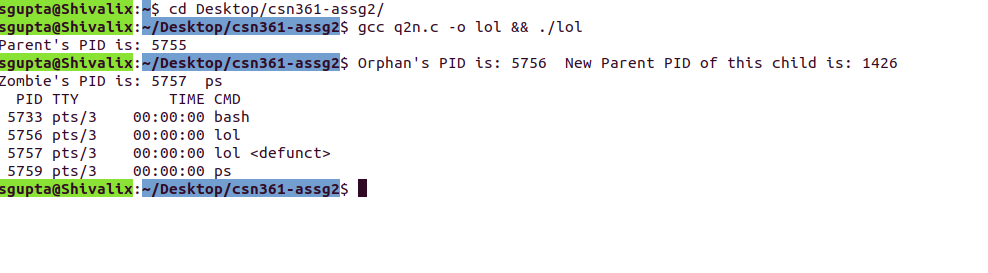 sgupta@Shivalix:~$ cd Desktop/csn361-assg2/
sgupta@Shivalix:~/Desktop/csn361-assg2$ gcc q2n.c -o lol && ./lol
Parent's PID is: 5755
sgupta@Shivalix:~/Desktop/csn361-assg2$ Orphan's PID is: 5756  New Parent PID of this child is: 1426
Zombie's PID is: 5757  ps
  PID TTY          TIME CMD
 5733 pts/3    00:00:00 bash
 5756 pts/3    00:00:00 lol
 5757 pts/3    00:00:00 lol <defunct>
 5759 pts/3    00:00:00 ps
sgupta@Shivalix:~/Desktop/csn361-assg2$